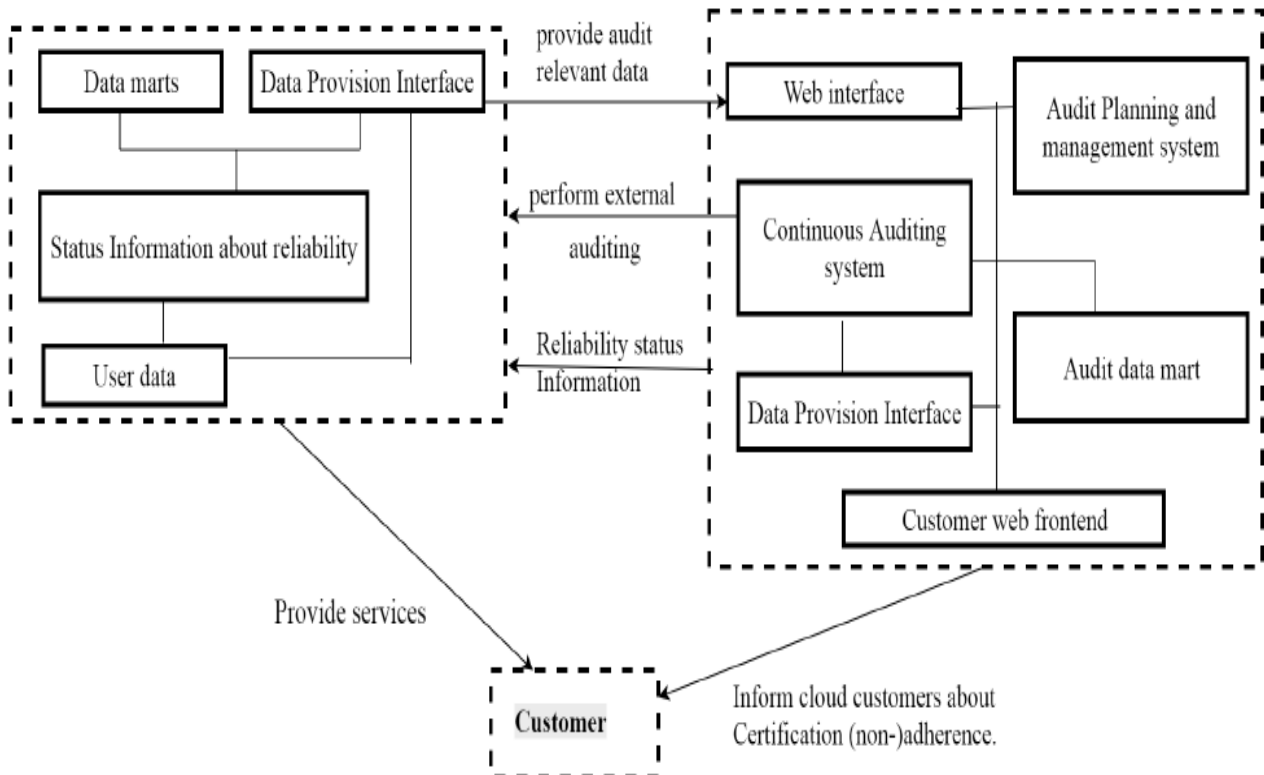 Data marts
Data Provision Interface
Status Information about reliability
User data
provide audit
relevant data
perform external
auditing
Reliability status
Information
Web interface
Audit Planning and
management system
Continuous Auditing
system
Audit data mart
Data Provision Interface
Customer web frontend
Provide services
Customer
Inform cloud customers about
Certification (non-)adherence.